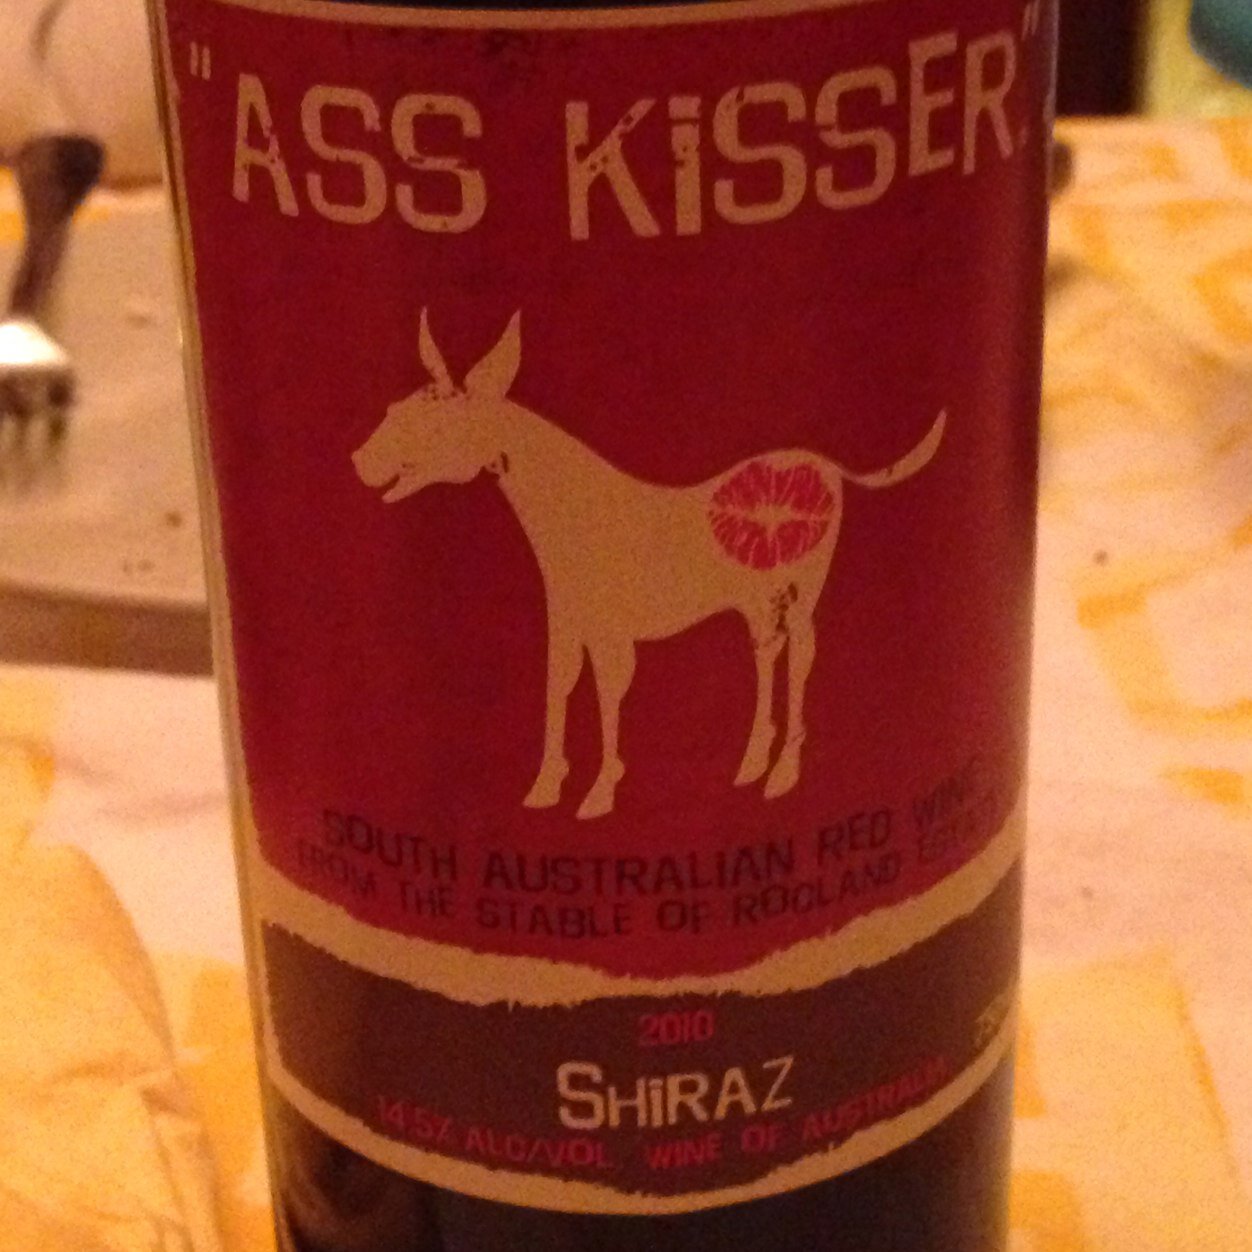 "ASS KiSSER."
SOUTH AUSTRALIAN RED WINE
FROM THE STABLE OF ROGLAND ESTATE
2010
SHiRAZ
14.5% ALC/VOL. WINE OF AUSTRALIA